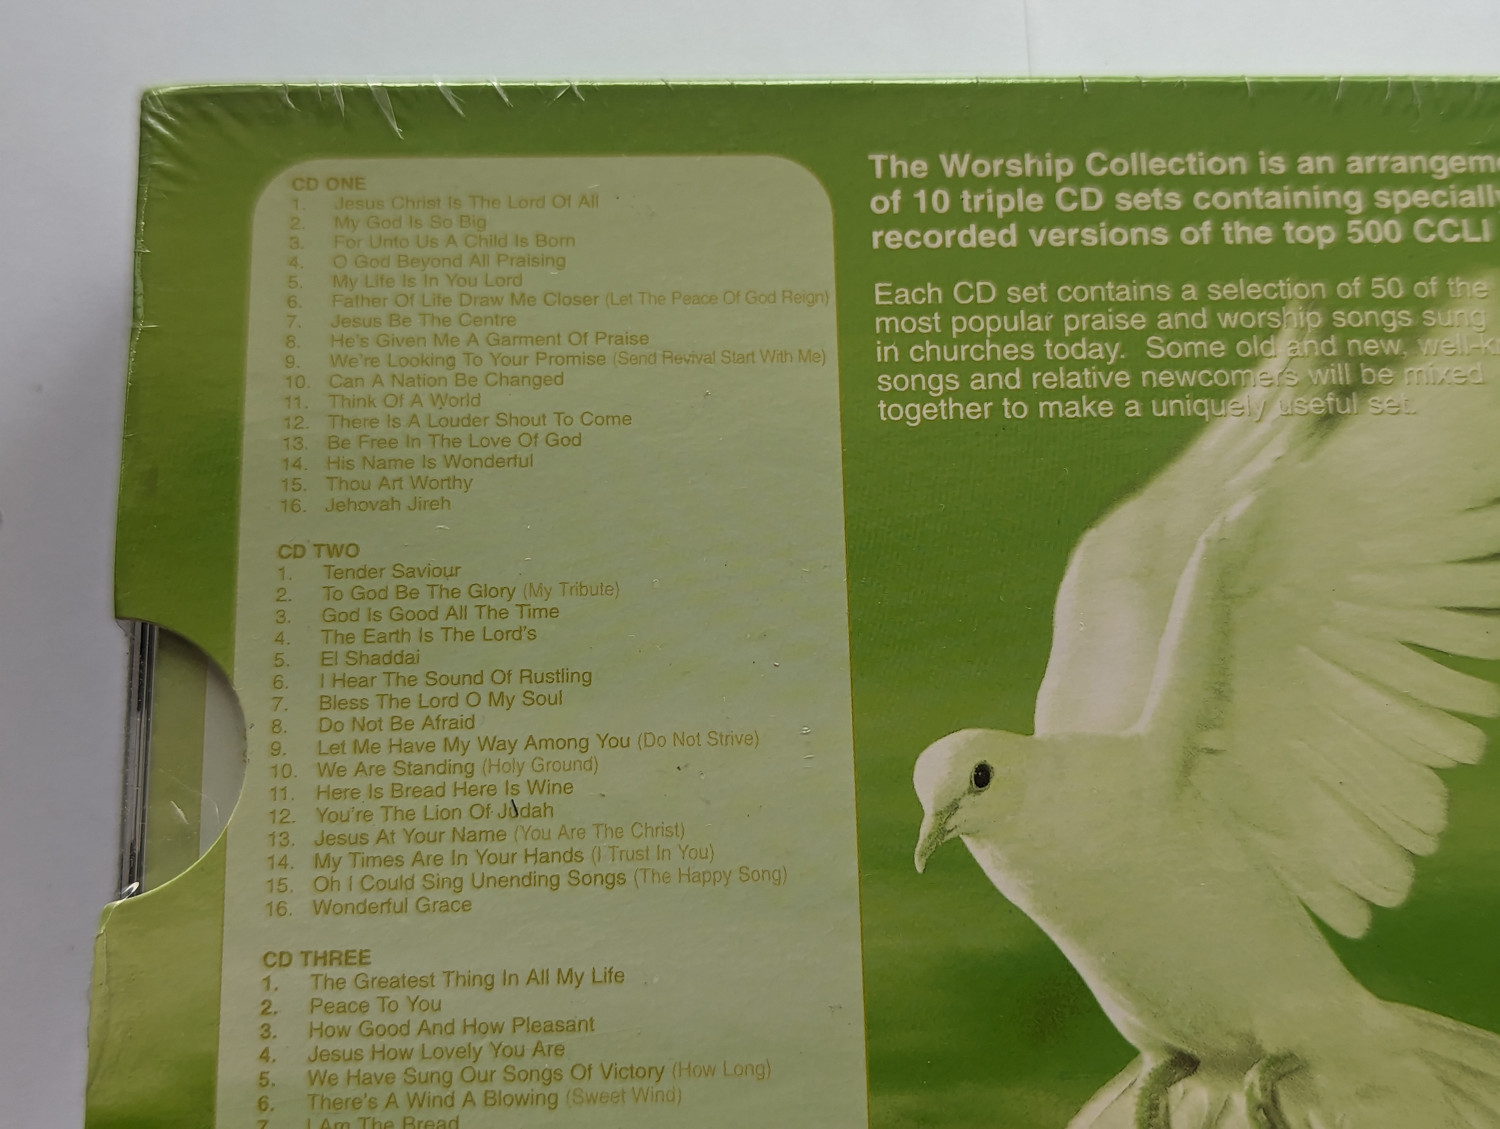 CD ONE
1. Jesus Christ Is The Lord Of All
2. My God Is So Big
3. For Unto Us A Child Is Born
4. O God Beyond All Praising
5. My Life Is In You Lord
6. Father Of Life Draw Me Closer (Let The Peace Of God Reign)
7. Jesus Be The Centre
8. He's Given Me A Garment Of Praise
9. We're Looking To Your Promise (Send Revival Start With Me)
10. Can A Nation Be Changed
11. Think Of A World
12. There Is A Louder Shout To Come
13. Be Free In The Love Of God
14. His Name Is Wonderful
15. Thou Art Worthy
16. Jehovah Jireh
CD TWO
1. Tender Saviour
2. To God Be The Glory (My Tribute)
3. God Is Good All The Time
4. The Earth Is The Lord's
5. El Shaddai
6. I Hear The Sound Of Rustling
7. Bless The Lord O My Soul
8. Do Not Be Afraid
9. Let Me Have My Way Among You (Do Not Strive)
10. We Are Standing (Holy Ground)
11. Here Is Bread Here Is Wine
12. You're The Lion Of Judah
13. Jesus At Your Name (You Are The Christ)
14. My Times Are In Your Hands (I Trust In You)
15. Oh I Could Sing Unending Songs (The Happy Song)
16. Wonderful Grace
CD THREE
1. The Greatest Thing In All My Life
2. Peace To You
3. How Good And How Pleasant
4. Jesus How Lovely You Are
5. We Have Sung Our Songs Of Victory (How Long)
6. There's A Wind A Blowing (Sweet Wind)
7. I Am The Bread
The Worship Collection is an arrangeme
of 10 triple CD sets containing specially
recorded versions of the top 500 CCLI
Each CD set contains a selection of 50 of the
most popular praise and worship songs sung
in churches today. Some old and new, well-k
songs and relative newcomers will be mixed
together to make a uniquely useful set.